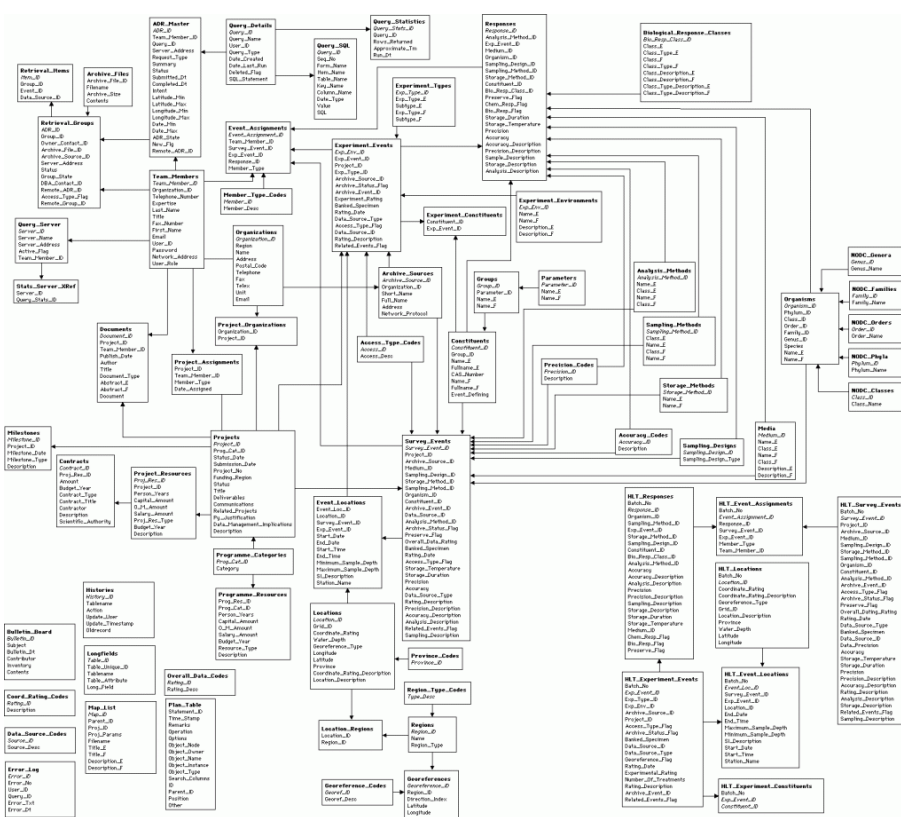 ADR_Master
ADR_ID
Team_Member_ID
Query_ID
Server_Address
Request_Type
Summary
Status
Submitted_Dt
Completed_Dt
Intent
Latitude_Min
Latitude_Max
Longitude_Min
Longitude_Max
Date_Min
Date_Max
ADR_State
New_Flg
Remote_ADR_ID
Query_Details
Query_ID
Query_Name
User_ID
Query_Type
Date_Created
Date_Last_Run
Deleted_Flag
SQL_Statement
Query_SQL
Query_ID
Seq_No
Form_Name
Item_Name
Table_Name
Key_Name
Column_Name
Date_Type
Value
SQL
Query_Statistics
Query_Stats_ID
Query_ID
Rows_Returned
Approximate_Tm
Run_Dt
Responses
Response_ID
Analysis_Method_ID
Exp_Event_ID
Medium_ID
Organism_ID
Sampling_Design_ID
Sampling_Method_ID
Storage_Method_ID
Constituent_ID
Bio_Resp_Class_ID
Preserve_Flag
Chem_Resp_Flag
Bio_Resp_Flag
Storage_Duration
Storage_Temperature
Precision
Accuracy
Accuracy_Description
Precision_Description
Sample_Description
Storage_Description
Analysis_Description
Biological_Response_Classes
Bio_Resp_Class_ID
Class_E
Class_Type_E
Class_F
Class_Type_F
Class_Description_E
Class_Description_F
Class_Type_Description_E
Class_Type_Description_F
Retrieval_Items
Item_ID
Group_ID
Event_ID
Data_Source_ID
Archive_Files
Archive_File_ID
Filename
Archive_Size
Contents
Retrieval_Groups
ADR_ID
Group_ID
Owner_Contact_ID
Archive_File_ID
Archive_Source_ID
Server_Address
Status
Group_State
DBA_Contact_ID
Remote_ADR_ID
Access_Type_Flag
Remote_Group_ID
Team_Members
Team_Member_ID
Organization_ID
Telephone_Number
Expertise
Last_Name
Title
Fax_Number
First_Name
Email
User_ID
Password
Network_Address
User_Role
Event_Assignments
Event_Assignment_ID
Team_Member_ID
Survey_Event_ID
Exp_Event_ID
Response_ID
Member_Type
Member_Type_Codes
Member_ID
Member_Desc
Experiment_Types
Exp_Type_ID
Exp_Type_E
Subtype_E
Exp_Type_F
Subtype_F
Experiment_Events
Exp_Env_ID
Exp_Event_ID
Project_ID
Exp_Type_ID
Archive_Source_ID
Archive_Status_Flag
Archive_Event_ID
Experiment_Rating
Banked_Specimen
Rating_Date
Data_Source_Type
Access_Type_Flag
Data_Source_ID
Rating_Description
Related_Events_Flag
Experiment_Constituents
Constituent_ID
Exp_Event_ID
Experiment_Environments
Exp_Env_ID
Name_E
Name_F
Description_E
Description_F
Query_Server
Server_ID
Server_Name
Server_Address
Active_Flag
Team_Member_ID
Stats_Server_XRef
Server_ID
Query_Stats_ID
Organizations
Organization_ID
Region
Name
Address
Postal_Code
Telephone
Fax
Telex
Unit
Email
Archive_Sources
Archive_Source_ID
Organization_ID
Short_Name
Full_Name
Address
Network_Protocol
Groups
Group_ID
Parameter_ID
Name_E
Name_F
Parameters
Parameter_ID
Name_E
Name_F
Analysis_Methods
Analysis_Method_ID
Name_E
Class_E
Name_F
Class_F
NODC_Genera
Genus_ID
Genus_Name
NODC_Families
Family_ID
Family_Name
NODC_Orders
Order_ID
Order_Name
NODC_Phyla
Phylum_ID
Phylum_Name
NODC_Classes
Class_ID
Class_Name
Organisms
Organism_ID
Phylum_ID
Class_ID
Order_ID
Family_ID
Genus_ID
Species
Name_E
Name_F
Documents
Document_ID
Project_ID
Team_Member_ID
Publish_Date
Author
Title
Document_Type
Abstract_E
Abstract_F
Document
Project_Organizations
Organization_ID
Project_ID
Project_Assignments
Project_ID
Team_Member_ID
Member_Type
Date_Assigned
Access_Type_Codes
Access_ID
Access_Desc
Constituents
Constituent_ID
Group_ID
Name_E
Fullname_E
CAS_Number
Name_F
Fullname_F
Event_Defining
Sampling_Methods
Sampling_Method_ID
Class_E
Name_E
Class_F
Name_F
Precision_Codes
Precision_ID
Description
Storage_Methods
Storage_Method_ID
Name_E
Name_F
Media
Medium_ID
Name_E
Class_E
Name_F
Class_F
Description_E
Description_F
Accuracy_Codes
Accuracy_ID
Description
Sampling_Designs
Sampling_Design_ID
Sampling_Design_Type
Milestones
Milestone_ID
Project_ID
Milestone_Date
Milestone_Type
Description
Contracts
Contract_ID
Proj_Res_ID
Amount
Budget_Year
Contract_Type
Contract_Title
Contractor
Description
Scientific_Authority
Project_Resources
Proj_Res_ID
Project_ID
Person_Years
Capital_Amount
O_M_Amount
Salary_Amount
Proj_Res_Type
Budget_Year
Description
Projects
Project_ID
Prog_Cat_ID
Status_Date
Submission_Date
Project_No
Funding_Region
Status
Title
Deliverables
Communications
Related_Projects
Py_Justification
Data_Management_Implications
Description
Survey_Events
Survey_Event_ID
Project_ID
Archive_Source_ID
Medium_ID
Sampling_Design_ID
Storage_Method_ID
Sampling_Metod_ID
Organism_ID
Constituent_ID
Archive_Event_ID
Data_Source_ID
Analysis_Method_ID
Archive_Status_Flag
Preserve_Flag
Overall_Data_Rating
Banked_Specimen
Rating_Date
Access_Type_Flag
Storage_Temperature
Storage_Duration
Precision
Accuracy
Data_Source_Type
Rating_Description
Precision_Description
Accuracy_Description
Storage_Description
Analysis_Description
Related_Events_Flag
Sampling_Description
Event_Locations
Event_Loc_ID
Location_ID
Survey_Event_ID
Exp_Event_ID
Start_Date
End_Date
Start_Time
End_Time
Minimum_Sample_Depth
Maximum_Sample_Depth
Sl_Description
Station_Name
Programme_Categories
Prog_Cat_ID
Category
Programme_Resources
Prog_Res_ID
Prog_Cat_ID
Person_Years
Capital_Amount
O_M_Amount
Salary_Amount
Budget_Year
Resource_Type
Description
Locations
Location_ID
Grid_ID
Coordinate_Rating
Water_Depth
Georeference_Type
Longitude
Latitude
Province
Coordinate_Rating_Description
Location_Description
Province_Codes
Province_ID
HLT_Responses
Batch_No
Response_ID
Organism_ID
Sampling_Method_ID
Exp_Event_ID
Storage_Method_ID
Sampling_Design_ID
Constituent_ID
Bio_Resp_Class_ID
Analysis_Method_ID
Accuracy
Accuracy_Description
Precision
Precision_Description
Sampling_Description
Storage_Description
Storage_Duration
Storage_Temperature
Medium_ID
Chem_Resp_Flag
Bio_Resp_Flag
Preserve_Flag
HLT_Event_Assignments
Batch_No
Event_Assignment_ID
Response_ID
Survey_Event_ID
Exp_Event_ID
Member_Type
Team_Member_ID
HLT_Survey_Events
Batch_No
Survey_Event_ID
Project_ID
Archive_Source_ID
Medium_ID
Sampling_Design_ID
Storage_Method_ID
Sampling_Method_ID
Organism_ID
Constituent_ID
Analysis_Method_ID
Archive_Event_ID
Access_Type_Flag
Archive_Status_Flag
Preserve_Flag
Overall_Dating_Rating
Rating_Date
Data_Source_Type
Banked_Specimen
Data_Source_ID
Precision
Accuracy
Storage_Temperature
Storage_Duration
Precision
Precision_Description
Accuracy_Description
Rating_Description
Analysis_Description
Storage_Description
Related_Events_Flag
Sampling_Description
HLT_Locations
Batch_No
Location_ID
Coordinate_Rating
Coordinate_Rating_Description
Georeference_Type
Grid_ID
Location_Description
Province
Water_Depth
Latitude
Longitude
Histories
History_ID
Tablename
Action
Update_User
Update_Timestamp
Oldrecord
Bulletin_Board
Bulletin_ID
Subject
Bulletin_Dt
Contributor
Inventory
Contents
Longfields
Table_ID
Table_Unique_ID
Tablename
Table_Attribute
Long_Field
Overall_Data_Codes
Rating_ID
Rating_Desc
Coord_Rating_Codes
Rating_ID
Description
Map_List
Map_ID
Parent_ID
Proj_ID
Proj_Params
Filename
Title_E
Title_F
Description_E
Description_F
Plan_Table
Statement_ID
Time_Stamp
Remarks
Operation
Options
Object_Node
Object_Owner
Object_Name
Object_Instance
Object_Type
Search_Columns
ID
Parent_ID
Position
Other
Data_Source_Codes
Source_ID
Source_Desc
Error_Log
Error_ID
Error_No
User_ID
Query_ID
Error_Txt
Error_Dt
Location_Regions
Location_ID
Region_ID
Region_Type_Codes
Type_Desc
Regions
Region_ID
Name
Region_Type
Georeference_Codes
Georef_ID
Georef_Desc
Georeferences
Georeference_ID
Region_ID
Direction_Index
Latitude
Longitude
HLT_Experiment_Events
Batch_No
Exp_Event_ID
Exp_Type_ID
Exp_Env_ID
Archive_Source_ID
Project_ID
Access_Type_Flag
Archive_Status_Flag
Banked_Specimen
Data_Source_ID
Data_Source_Type
Georeference_Flag
Rating_Date
Experimental_Rating
Number_Of_Treatments
Rating_Description
Archive_Event_ID
Related_Events_Flag
HLT_Event_Locations
Batch_No
Event_Loc_ID
Survey_Event_ID
Exp_Event_ID
Location_ID
End_Date
End_Time
Maximum_Sample_Depth
Minimum_Sample_Depth
Sl_Description
Start_Date
Start_Time
Station_Name
HLT_Experiment_Constituents
Batch_No
Exp_Event_ID
Constituent_ID